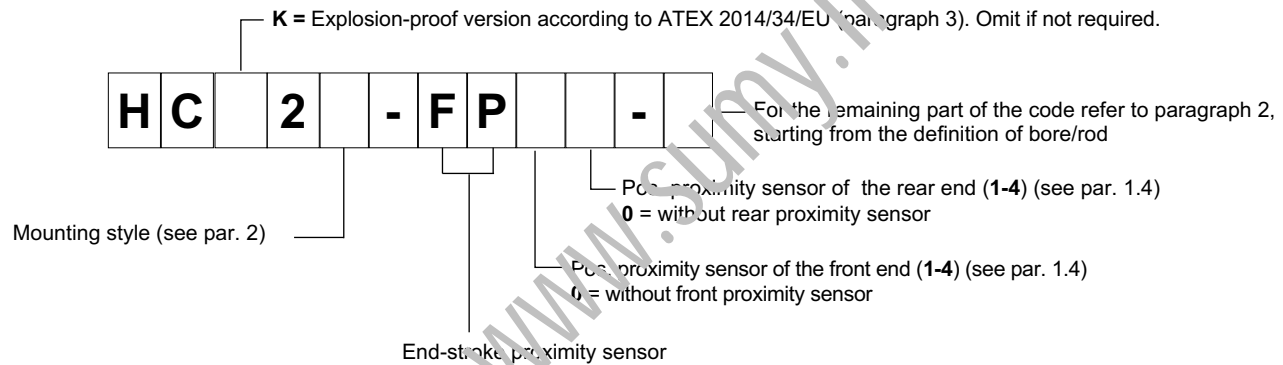 K = Explosion-proof version according to ATEX 2014/34/EU (paragraph 3). Omit if not required.
H C 2 - F P -
For the remaining part of the code refer to paragraph 2,
starting from the definition of bore/rod
Pos. proximity sensor of the rear end (1-4) (see par. 1.4)
0 = without rear proximity sensor
Mounting style (see par. 2)
Pos. proximity sensor of the front end (1-4) (see par. 1.4)
0 = without front proximity sensor
End-stroke proximity sensor